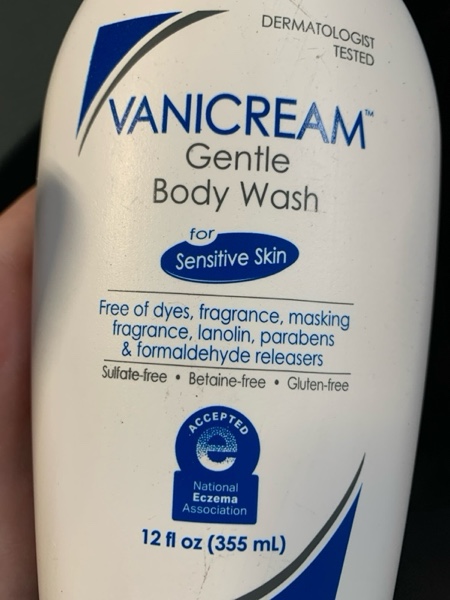 DERMATOLOGIST
TESTED
VANICREAM™
Gentle
Body Wash
for
Sensitive Skin
Free of dyes, fragrance, masking
fragrance, lanolin, parabens
& formaldehyde releasers
Sulfate-free • Betaine-free • Gluten-free
ACCEPTED
e
National
Eczema
Association
12 fl oz (355 mL)